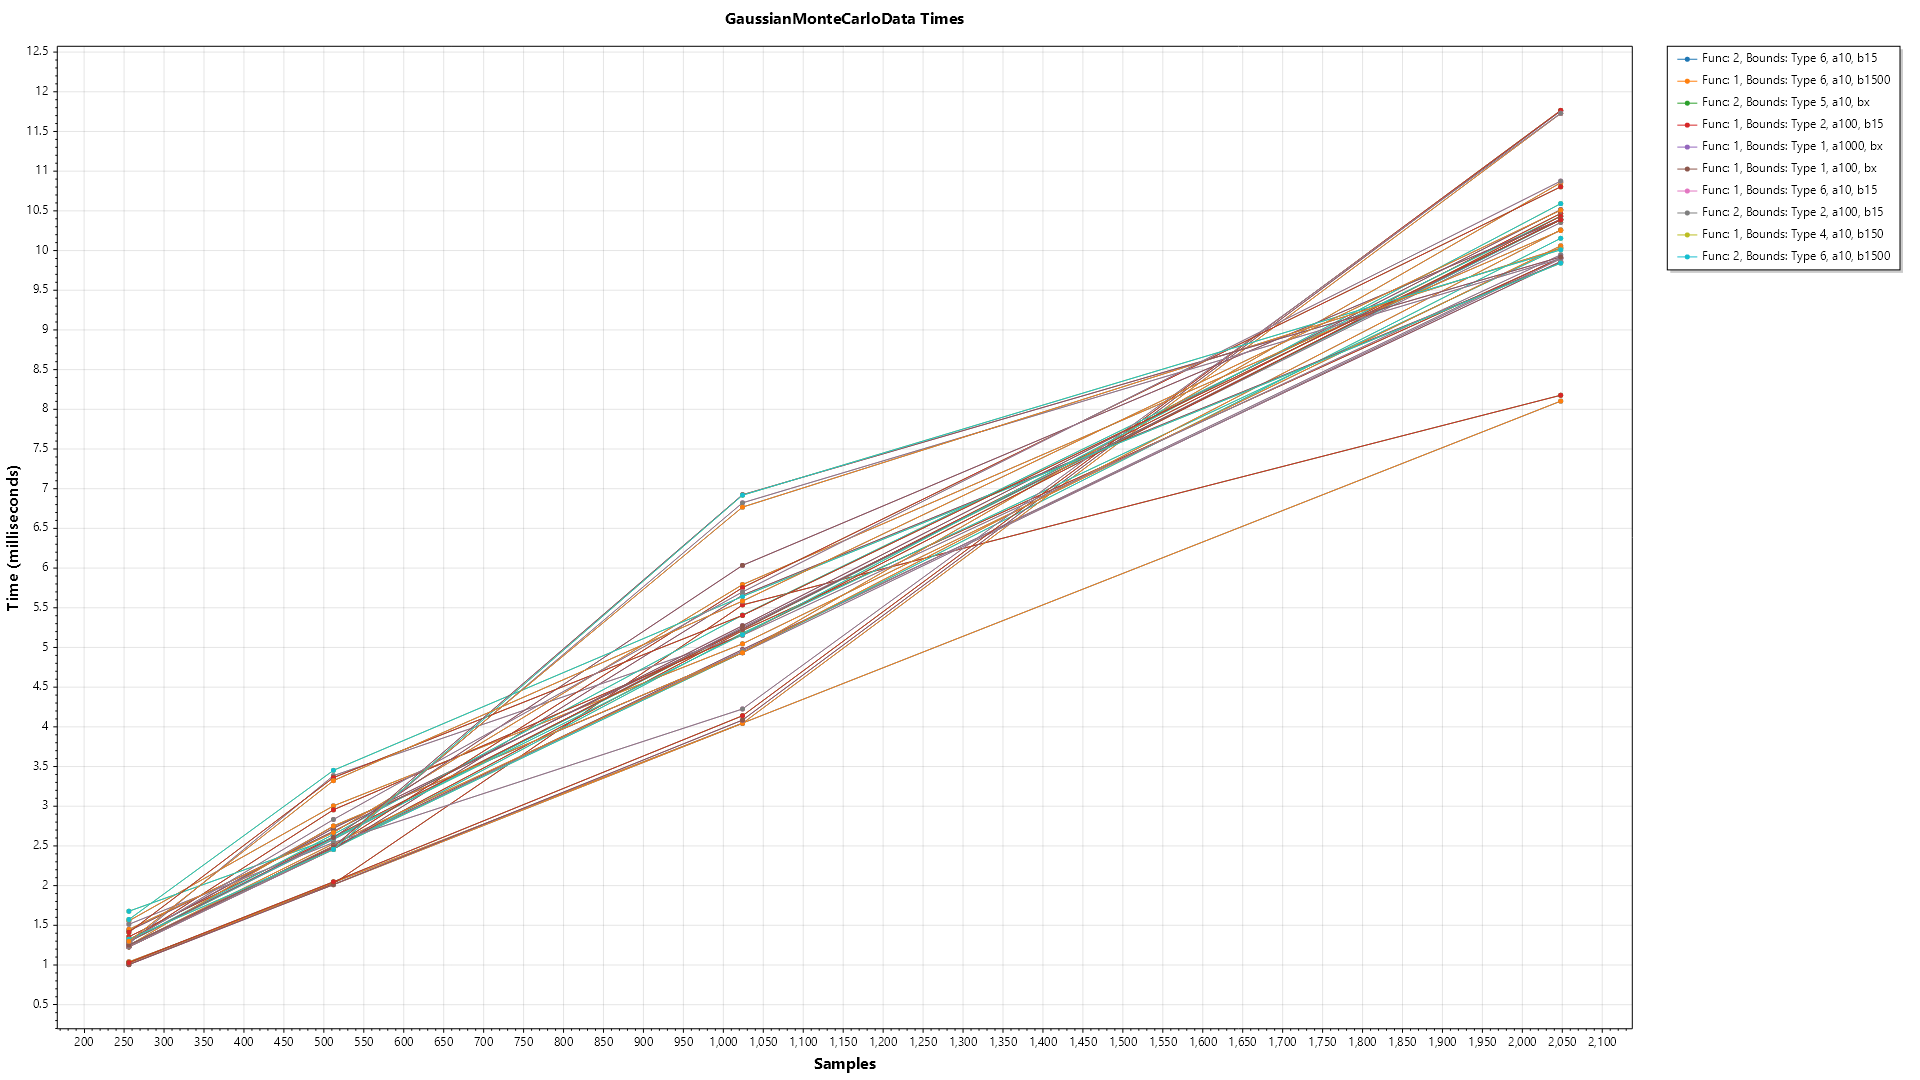 GaussianMonteCarloData Times
12.5
12
11.5
11
10.5
10
9.5
9
8.5
8
7.5
7
6.5
6
5.5
5
4.5
4
3.5
3
2.5
2
1.5
1
0.5
Time (milliseconds)
200 250 300 350 400 450 500 550 600 650 700 750 800 850 900 950 1,000 1,050 1,100 1,150 1,200 1,250 1,300 1,350 1,400 1,450 1,500 1,550 1,600 1,650 1,700 1,750 1,800 1,850 1,900 1,950 2,000 2,050 2,100
Samples
Func: 2, Bounds: Type 6, a10, b15
Func: 1, Bounds: Type 6, a10, b1500
Func: 2, Bounds: Type 5, a10, bx
Func: 1, Bounds: Type 2, a100, b15
Func: 1, Bounds: Type 1, a1000, bx
Func: 1, Bounds: Type 1, a100, bx
Func: 1, Bounds: Type 6, a10, b15
Func: 2, Bounds: Type 2, a100, b15
Func: 1, Bounds: Type 4, a10, b150
Func: 2, Bounds: Type 6, a10, b1500